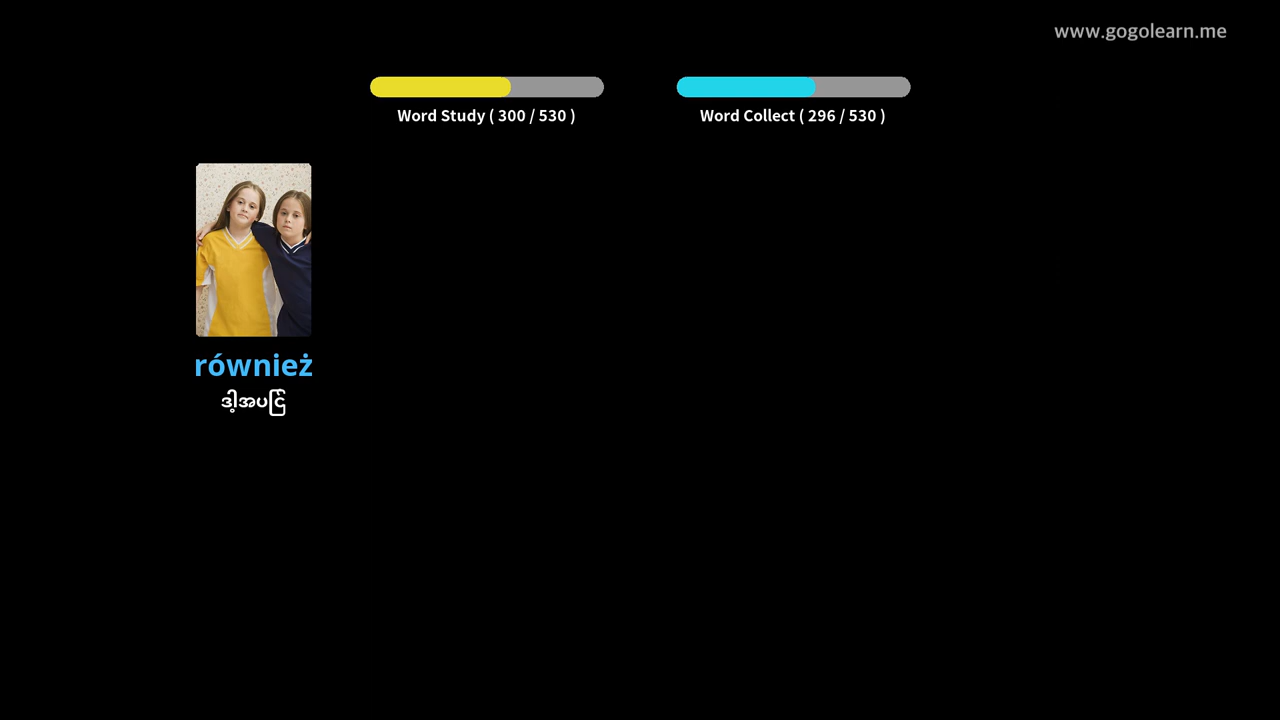 www.gogolearn.me
Word Study ( 300 / 530 )
Word Collect ( 296 / 530 )
również
ဒါ့အပြင်